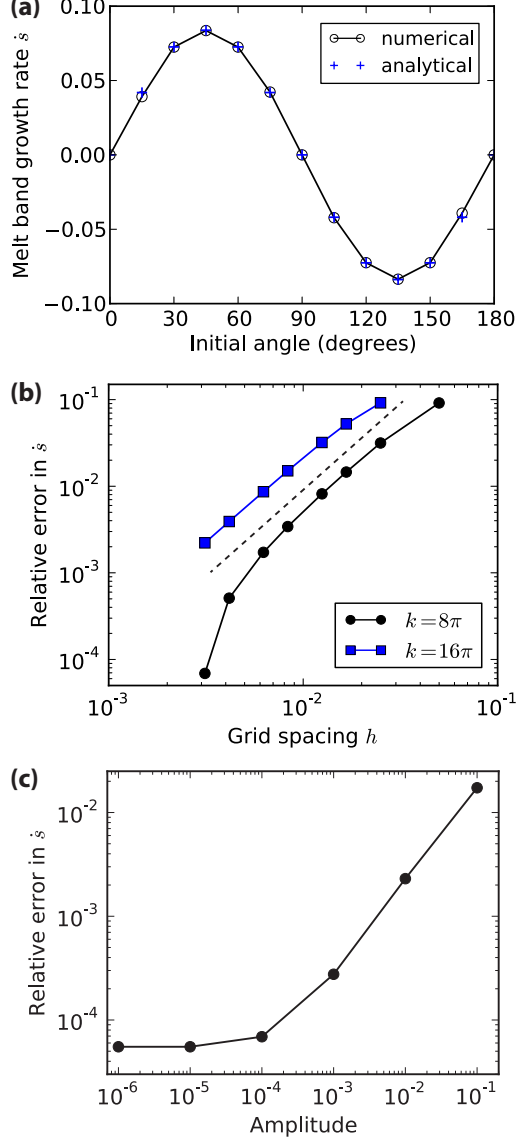 (a)
Melt band growth rate ṡ
0.10
0.05
0.00
−0.05
−0.10
numerical
analytical
0 30 60 90 120 150 180
Initial angle (degrees)
(b)
Relative error in ṡ
10⁻¹
10⁻²
10⁻³
10⁻⁴
k = 8π
k = 16π
10⁻³ 10⁻² 10⁻¹
Grid spacing h
(c)
Relative error in ṡ
10⁻²
10⁻³
10⁻⁴
10⁻⁶ 10⁻⁵ 10⁻⁴ 10⁻³ 10⁻² 10⁻¹
Amplitude